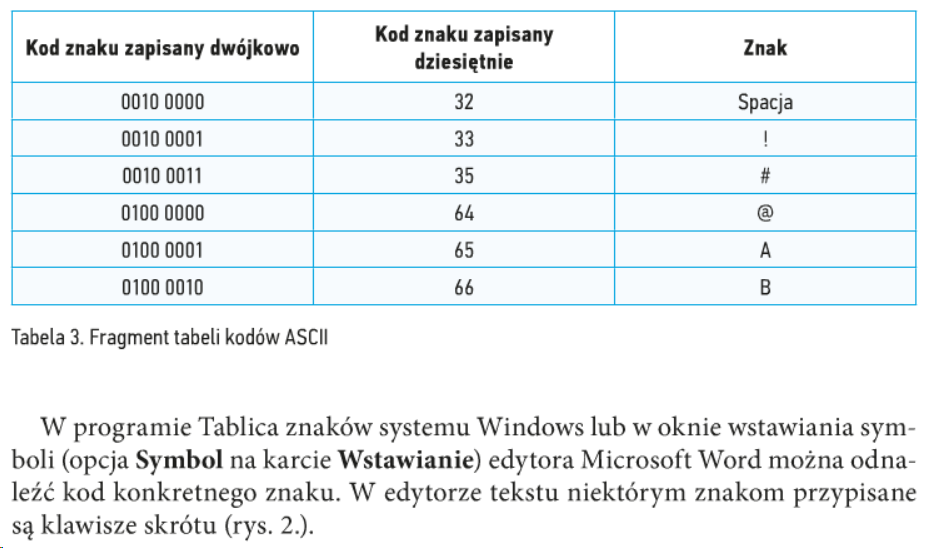 Kod znaku zapisany dwójkowo Kod znaku zapisany dziesiętnie Znak
0010 0000 32 Spacja
0010 0001 33 !
0010 0011 35 #
0100 0000 64 @
0100 0001 65 A
0100 0010 66 B
Tabela 3. Fragment tabeli kodów ASCII
W programie Tablica znaków systemu Windows lub w oknie wstawiania sym-
boli (opcja Symbol na karcie Wstawianie) edytora Microsoft Word można odna-
leźć kod konkretnego znaku. W edytorze tekstu niektórym znakom przypisane
są klawisze skrótu (rys. 2.).